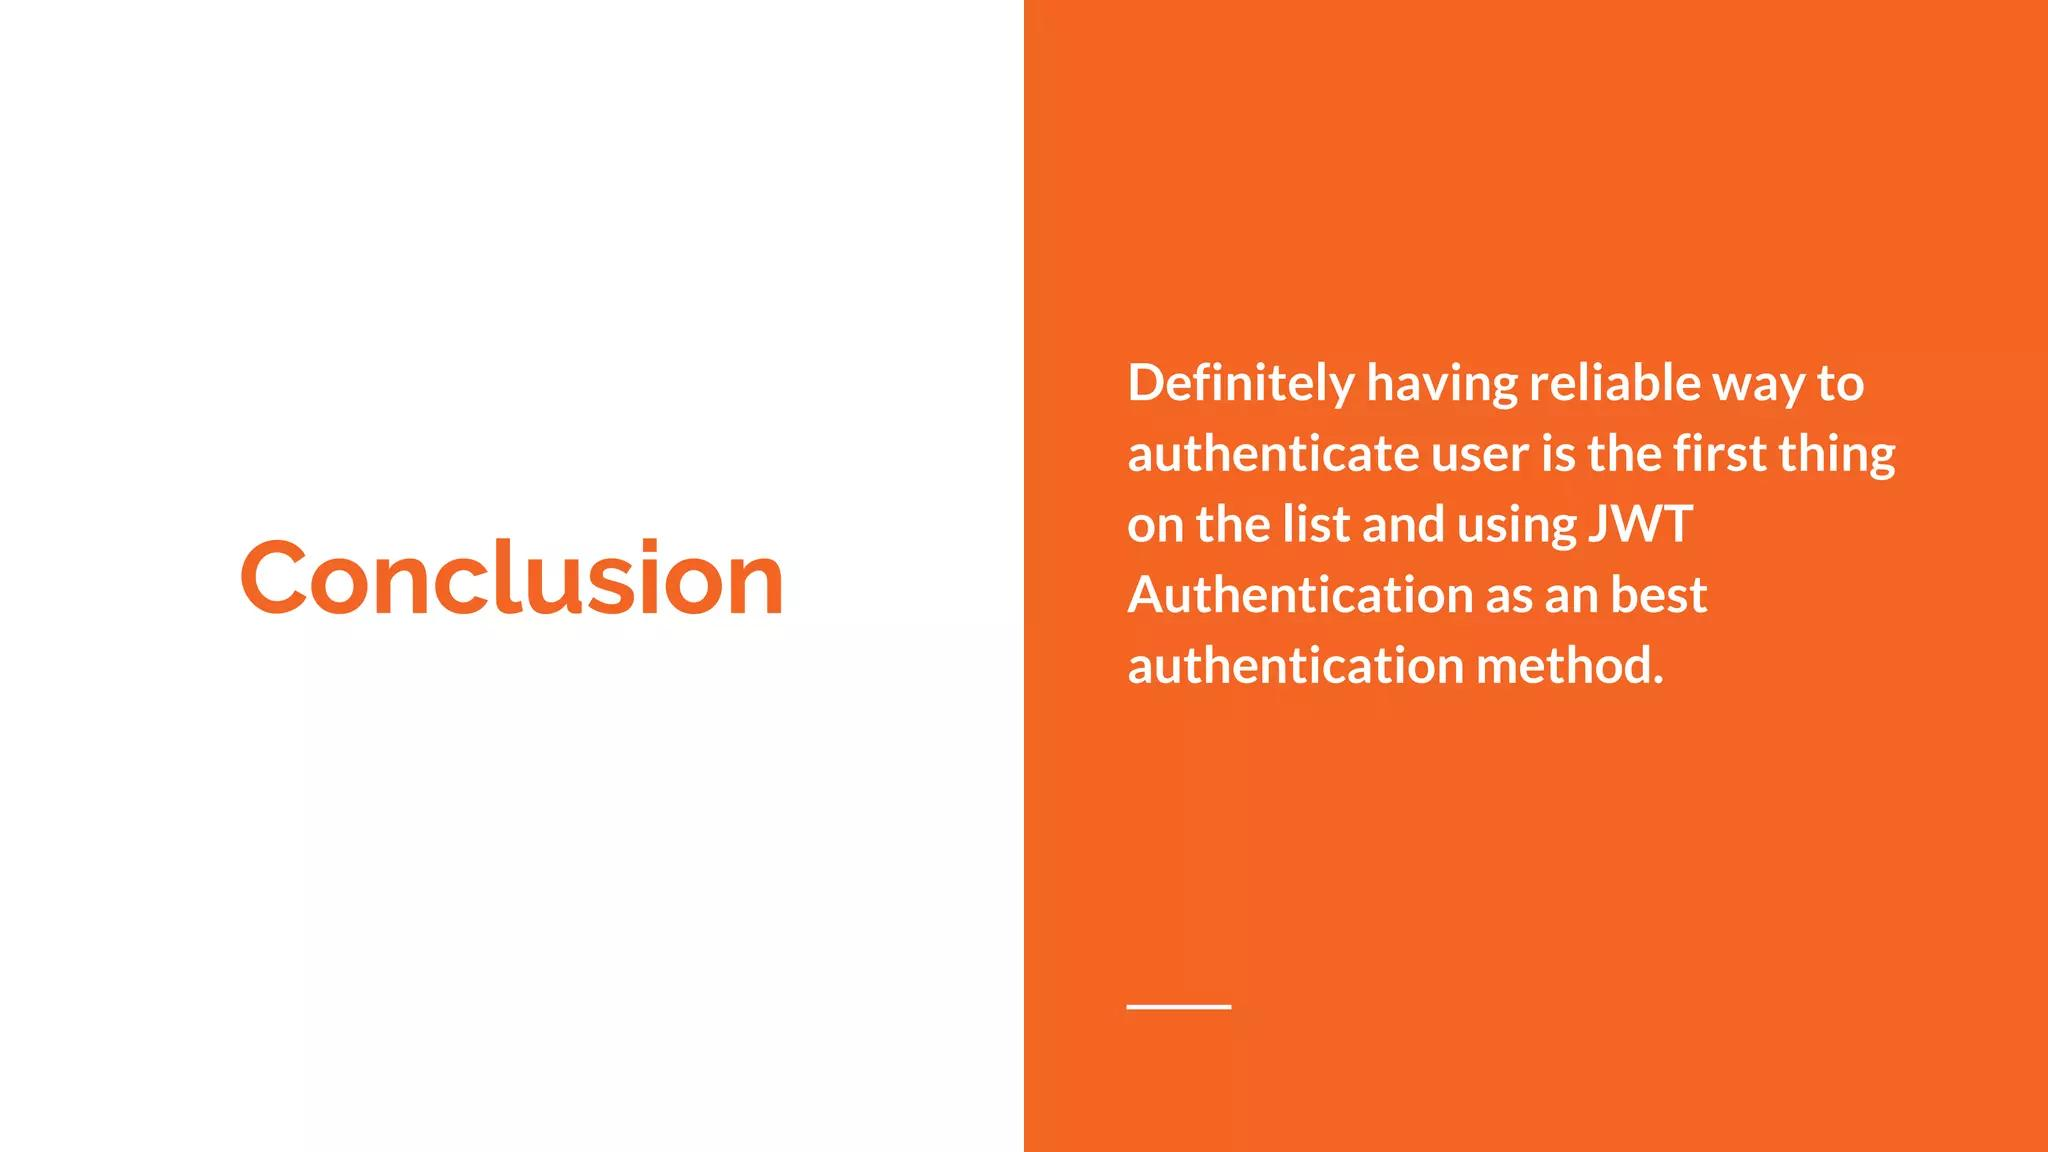 Conclusion
Definitely having reliable way to
authenticate user is the first thing
on the list and using JWT
Authentication as an best
authentication method.